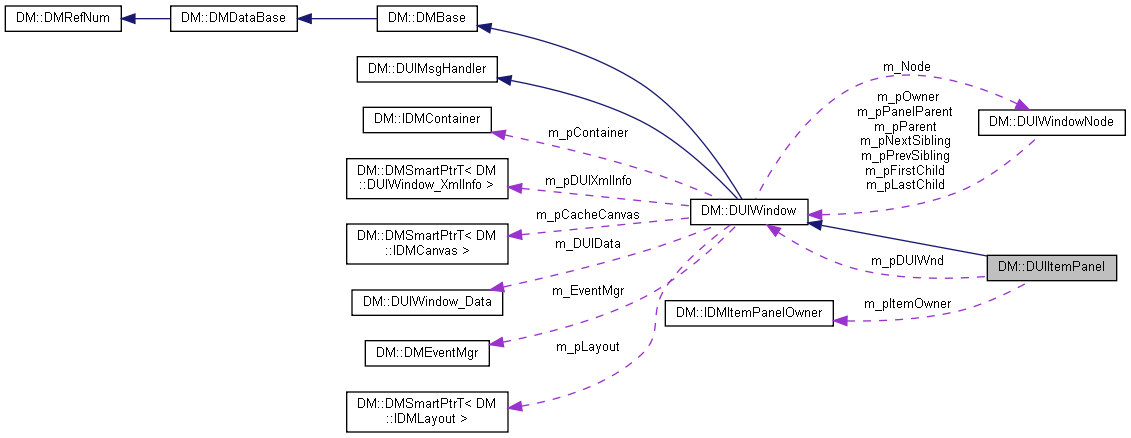 DM::DMRefNum
DM::DMDataBase
DM::DMBase
DM::DUIMsgHandler
DM::IDMContainer
DM::DMSmartPtrT< DM
::DUIWindow_XmlInfo >
DM::DMSmartPtrT< DM
::IDMCanvas >
DM::DUIWindow_Data
DM::DMEventMgr
DM::DMSmartPtrT< DM
::IDMLayout >
m_pContainer
m_pDUIXmlInfo
m_pCacheCanvas
m_DUIData
m_EventMgr
m_pLayout
DM::DUIWindow
DM::IDMItemPanelOwner
m_Node
m_pOwner
m_pPanelParent
m_pParent
m_pNextSibling
m_pPrevSibling
m_pFirstChild
m_pLastChild
m_pDUIWnd
m_pItemOwner
DM::DUIWindowNode
DM::DUIItemPanel